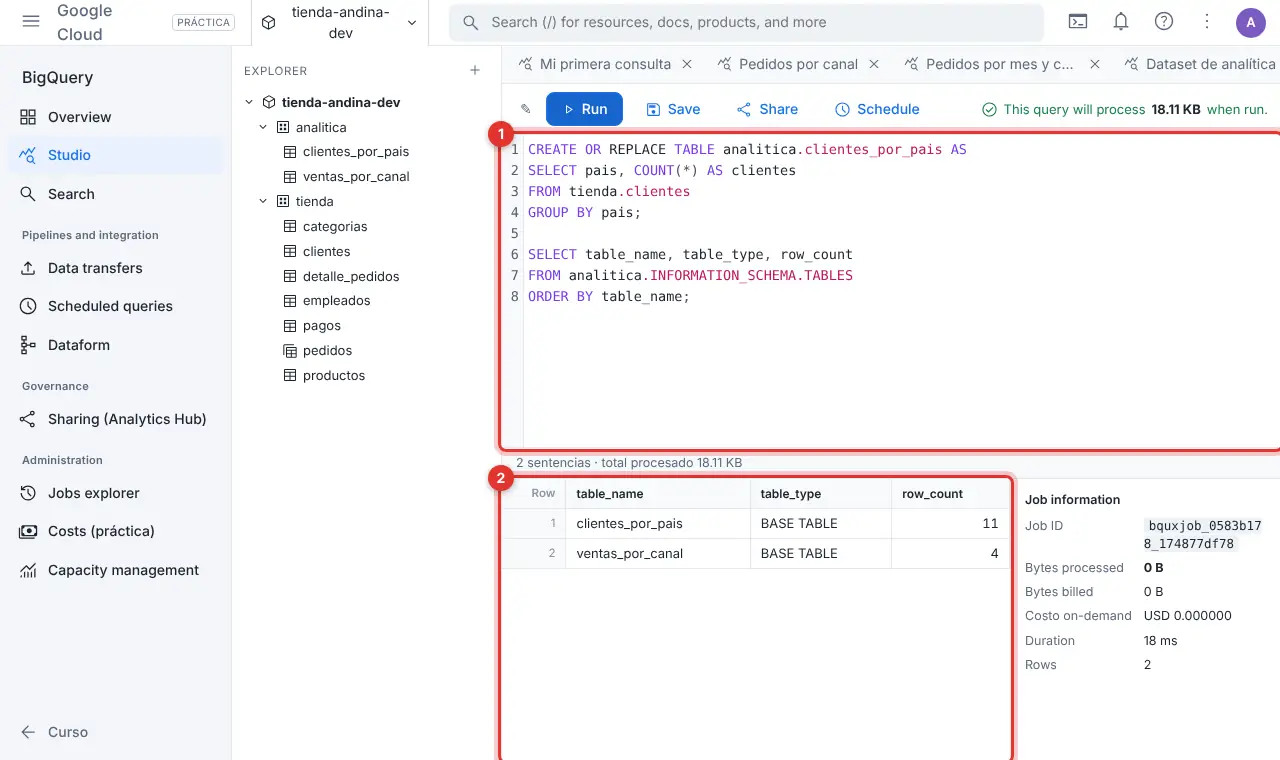 Google Cloud
PRÁCTICA
tienda-andina-dev
Search (/) for resources, docs, products, and more
A
BigQuery
Overview
Studio
Search
Pipelines and integration
Data transfers
Scheduled queries
Dataform
Governance
Sharing (Analytics Hub)
Administration
Jobs explorer
Costs (práctica)
Capacity management
Curso
EXPLORER
tienda-andina-dev
analitica
clientes_por_pais
ventas_por_canal
tienda
categorias
clientes
detalle_pedidos
empleados
pagos
pedidos
productos
Mi primera consulta
Pedidos por canal
Pedidos por mes y c...
Dataset de analítica
Run
Save
Share
Schedule
This query will process 18.11 KB when run.
1
1 CREATE OR REPLACE TABLE analitica.clientes_por_pais AS
2 SELECT pais, COUNT(*) AS clientes
3 FROM tienda.clientes
4 GROUP BY pais;
5
6 SELECT table_name, table_type, row_count
7 FROM analitica.INFORMATION_SCHEMA.TABLES
8 ORDER BY table_name;
2 sentencias · total procesado 18.11 KB
2
Row table_name table_type row_count
1 clientes_por_pais BASE TABLE 11
2 ventas_por_canal BASE TABLE 4
Job information
Job ID bquxjob_0583b17
8_174877df78
Bytes processed 0 B
Bytes billed 0 B
Costo on-demand USD 0.000000
Duration 18 ms
Rows 2